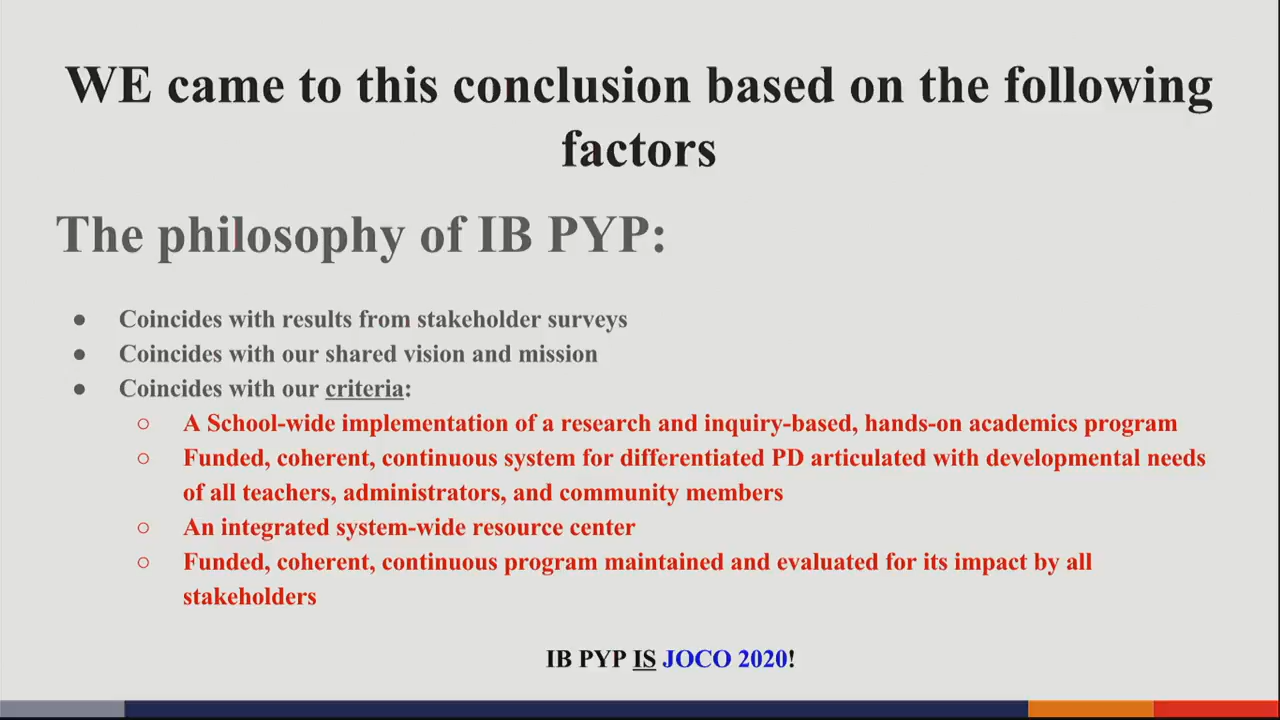 WE came to this conclusion based on the following
factors
The philosophy of IB PYP:
● Coincides with results from stakeholder surveys
● Coincides with our shared vision and mission
● Coincides with our criteria:
○ A School-wide implementation of a research and inquiry-based, hands-on academics program
○ Funded, coherent, continuous system for differentiated PD articulated with developmental needs
of all teachers, administrators, and community members
○ An integrated system-wide resource center
○ Funded, coherent, continuous program maintained and evaluated for its impact by all
stakeholders
IB PYP IS JOCO 2020!